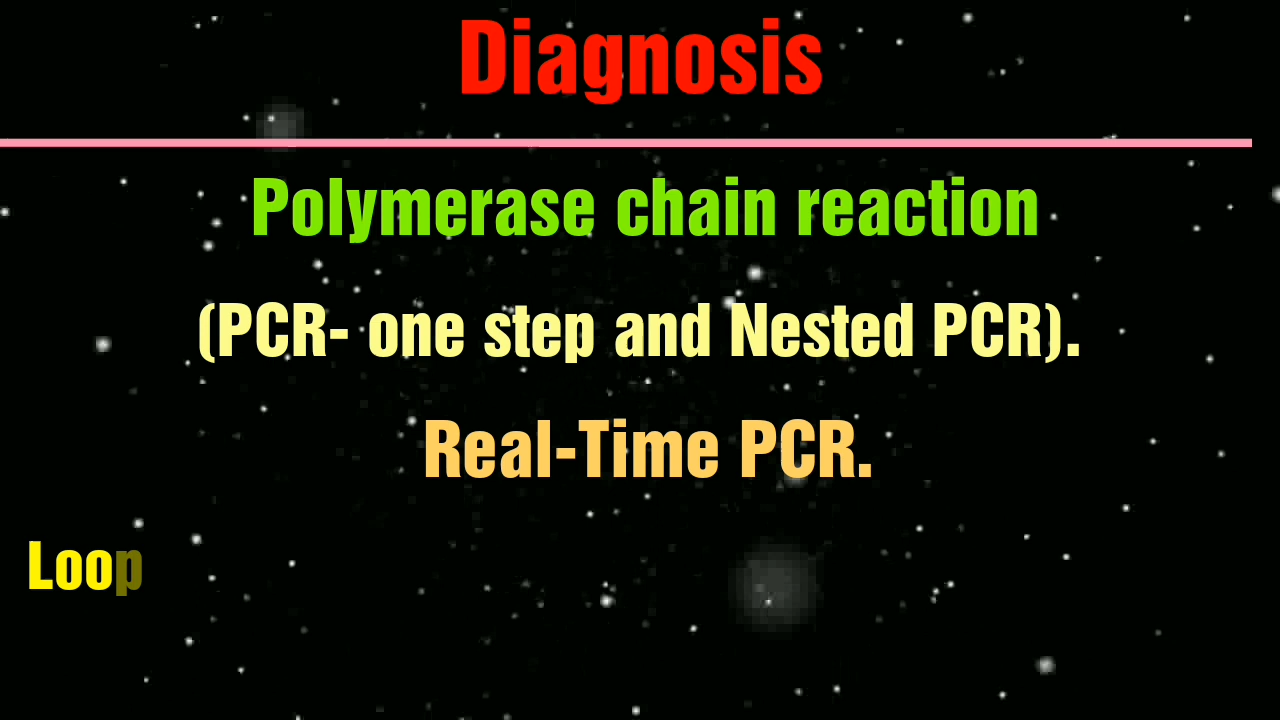 Diagnosis
Polymerase chain reaction
(PCR- one step and Nested PCR).
Real-Time PCR.
Loop